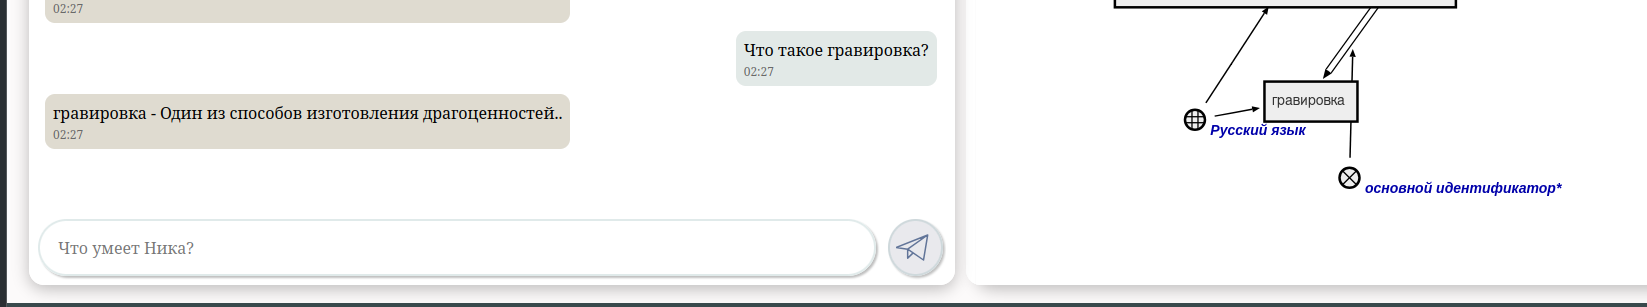 02:27
Что такое гравировка?
02:27
гравировка - Один из способов изготовления драгоценностей..
02:27
Что умеет Ника?
гравировка
Русский язык
основной идентификатор*